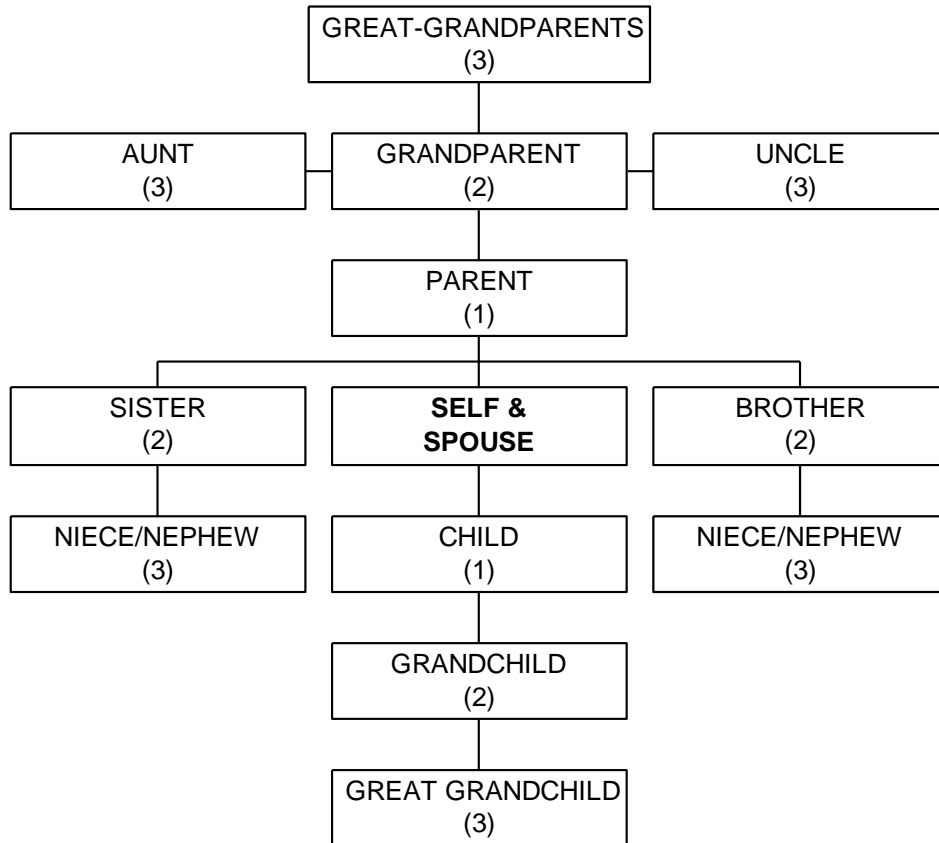 GREAT-GRANDPARENTS
(3)
AUNT
(3)
GRANDPARENT
(2)
UNCLE
(3)
PARENT
(1)
SISTER
(2)
SELF &
SPOUSE
BROTHER
(2)
NIECE/NEPHEW
(3)
CHILD
(1)
NIECE/NEPHEW
(3)
GRANDCHILD
(2)
GREAT GRANDCHILD
(3)